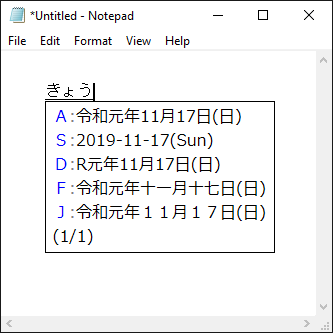 *Untitled - Notepad
File Edit Format View Help
きょう
A:令和元年11月17日(日)
S:2019-11-17(Sun)
D:R元年11月17日(日)
F:令和元年十一月十七日(日)
J:令和元年１１月１７日(日)
(1/1)